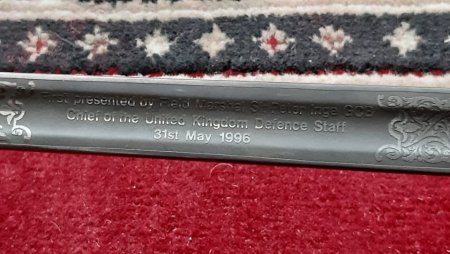 First presented by Field Marshal Sir Peter Inge GCB
Chief of the United Kingdom Defence Staff
31st May 1996